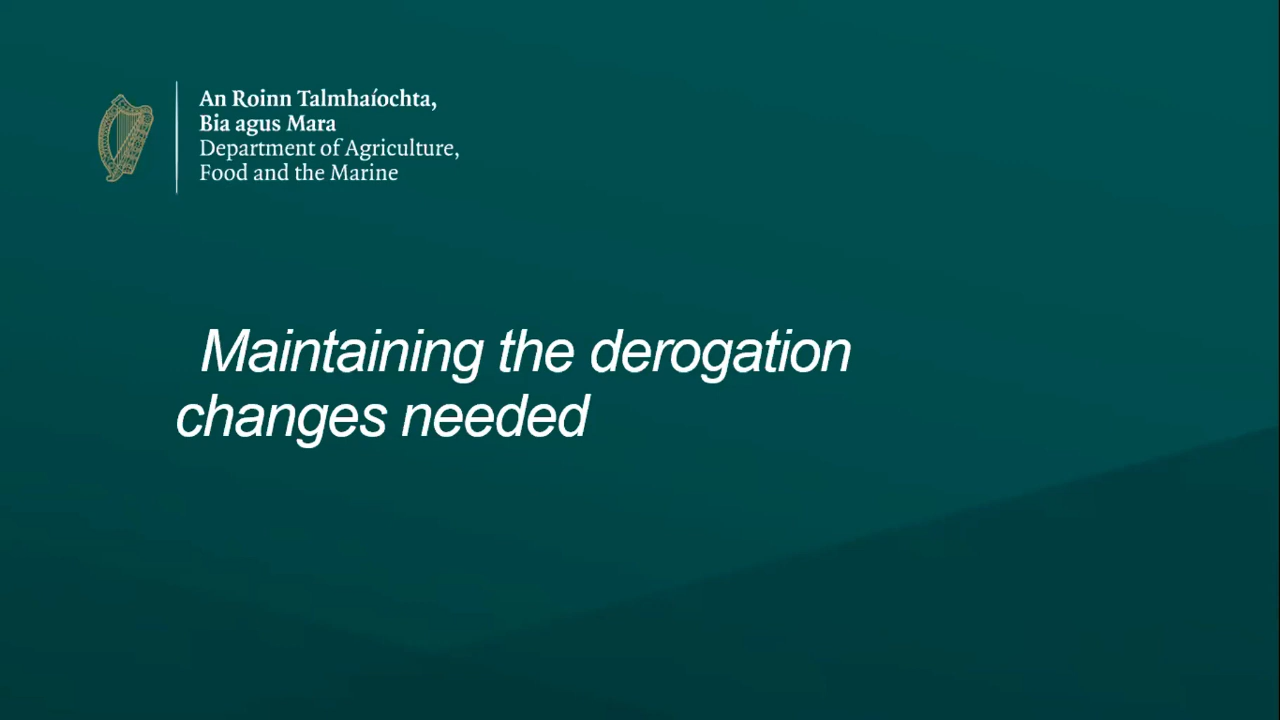 An Roinn Talmhaíochta,
Bia agus Mara
Department of Agriculture,
Food and the Marine
Maintaining the derogation
changes needed